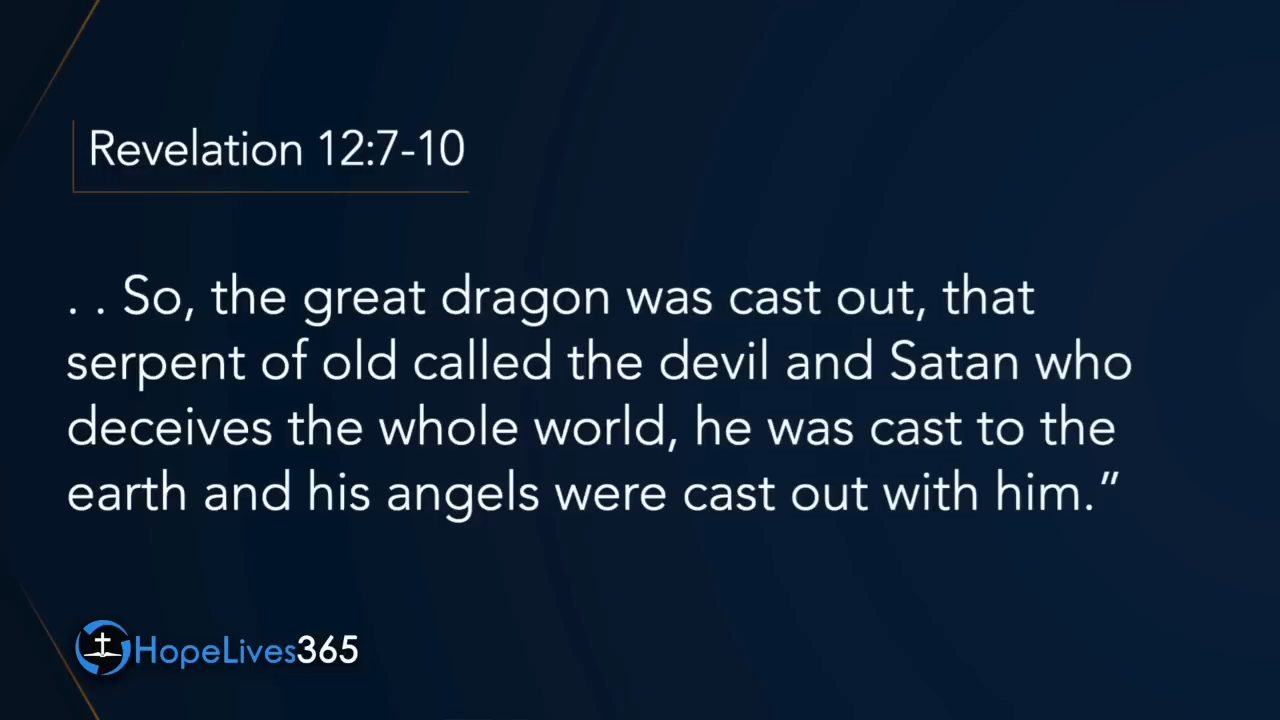 Revelation 12:7-10
. . So, the great dragon was cast out, that
serpent of old called the devil and Satan who
deceives the whole world, he was cast to the
earth and his angels were cast out with him.”
HopeLives365